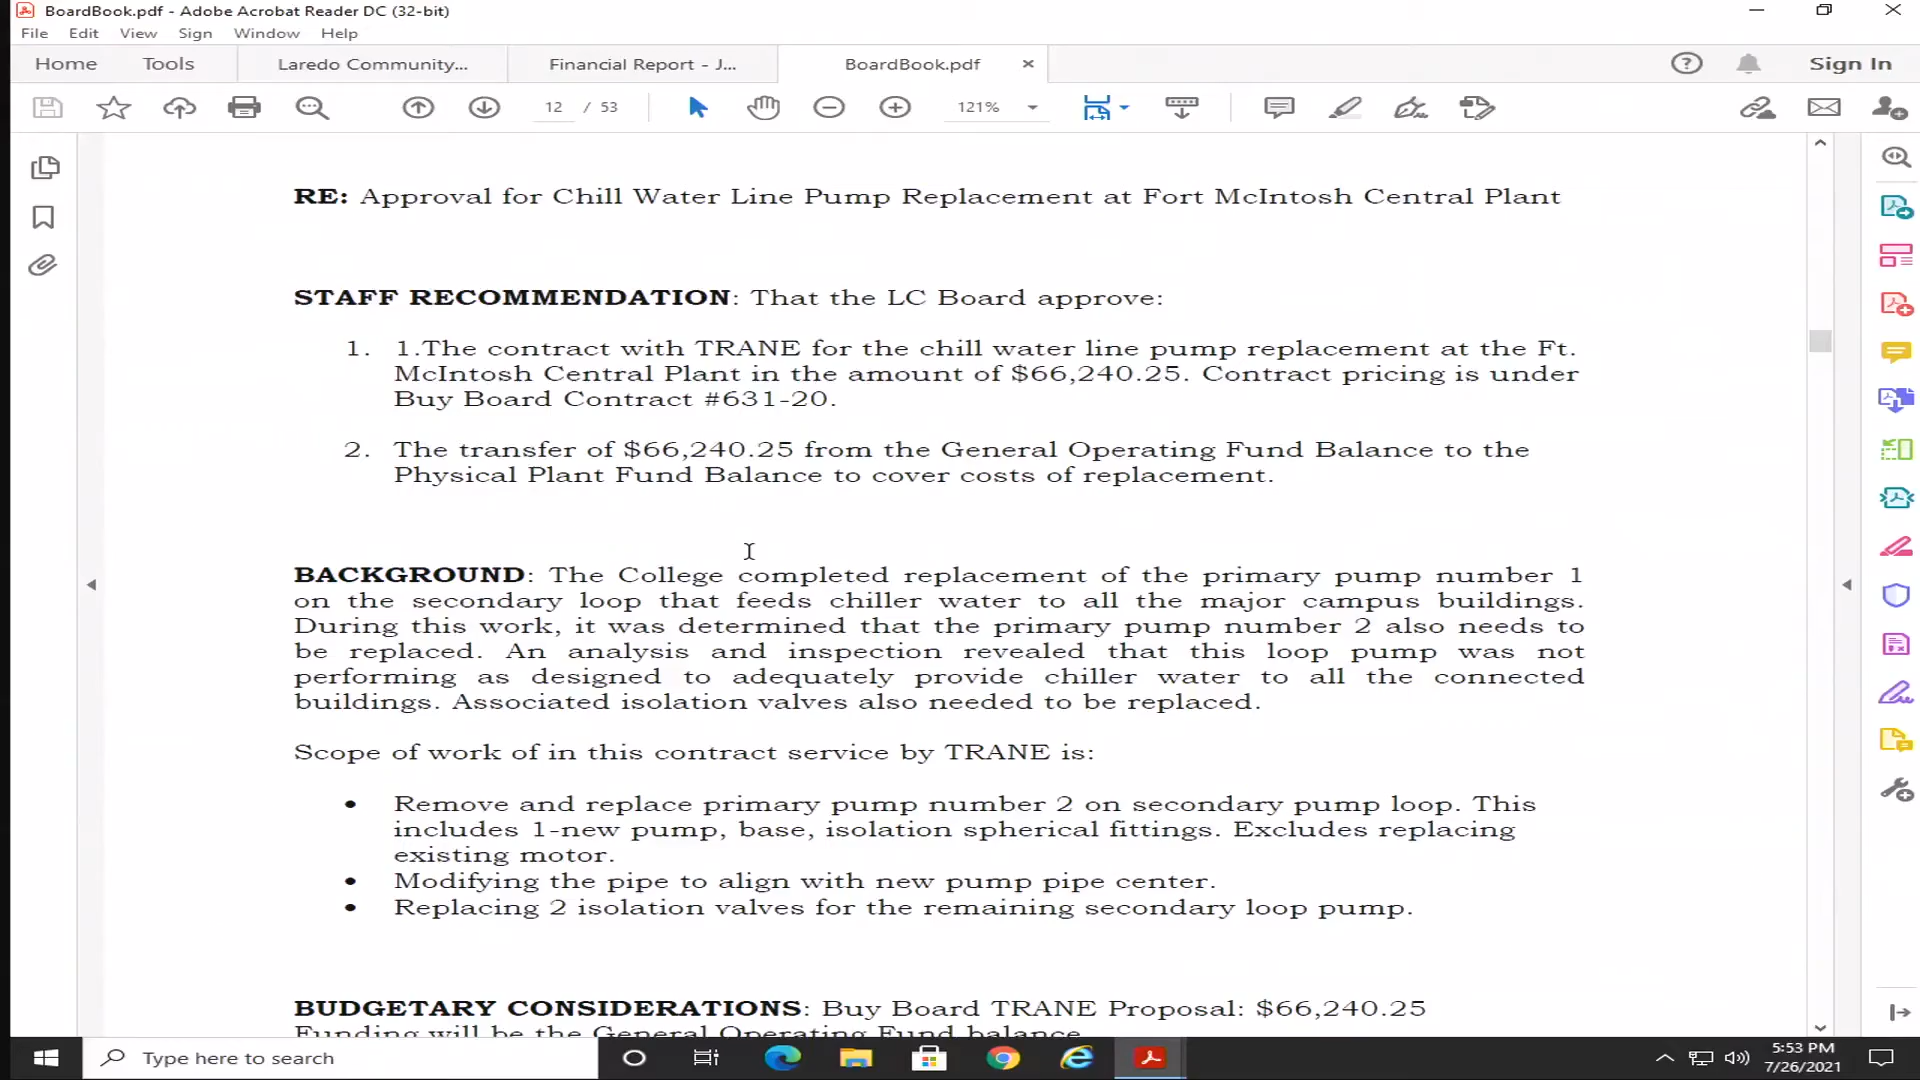 BoardBook.pdf - Adobe Acrobat Reader DC (32-bit)
File Edit View Sign Window Help
Home Tools Laredo Community... Financial Report - J... BoardBook.pdf × Sign In
12 / 53 121%
RE: Approval for Chill Water Line Pump Replacement at Fort McIntosh Central Plant
STAFF RECOMMENDATION: That the LC Board approve:
1. 1.The contract with TRANE for the chill water line pump replacement at the Ft.
McIntosh Central Plant in the amount of $66,240.25. Contract pricing is under
Buy Board Contract #631-20.
2. The transfer of $66,240.25 from the General Operating Fund Balance to the
Physical Plant Fund Balance to cover costs of replacement.
BACKGROUND: The College completed replacement of the primary pump number 1
on the secondary loop that feeds chiller water to all the major campus buildings.
During this work, it was determined that the primary pump number 2 also needs to
be replaced. An analysis and inspection revealed that this loop pump was not
performing as designed to adequately provide chiller water to all the connected
buildings. Associated isolation valves also needed to be replaced.
Scope of work of in this contract service by TRANE is:
• Remove and replace primary pump number 2 on secondary pump loop. This
includes 1-new pump, base, isolation spherical fittings. Excludes replacing
existing motor.
• Modifying the pipe to align with new pump pipe center.
• Replacing 2 isolation valves for the remaining secondary loop pump.
BUDGETARY CONSIDERATIONS: Buy Board TRANE Proposal: $66,240.25
Funding will be the General Operating Fund balance
Type here to search
5:53 PM
7/26/2021